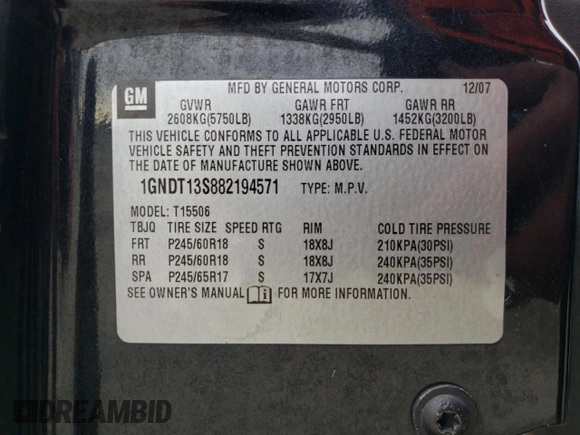 GM
MFD BY GENERAL MOTORS CORP. 12/07
GVWR GAWR FRT GAWR RR
2608KG(5750LB) 1338KG(2950LB) 1452KG(3200LB)
THIS VEHICLE CONFORMS TO ALL APPLICABLE U.S. FEDERAL MOTOR
VEHICLE SAFETY AND THEFT PREVENTION STANDARDS IN EFFECT ON
THE DATE OF MANUFACTURE SHOWN ABOVE.
1GNDT13S882194571 TYPE: M.P.V.
MODEL: T15506
TBJQ TIRE SIZE SPEED RTG RIM COLD TIRE PRESSURE
FRT P245/60R18 S 18X8J 210KPA(30PSI)
RR P245/60R18 S 18X8J 240KPA(35PSI)
SPA P245/65R17 S 17X7J 240KPA(35PSI)
SEE OWNER'S MANUAL FOR MORE INFORMATION.
DREAMBID